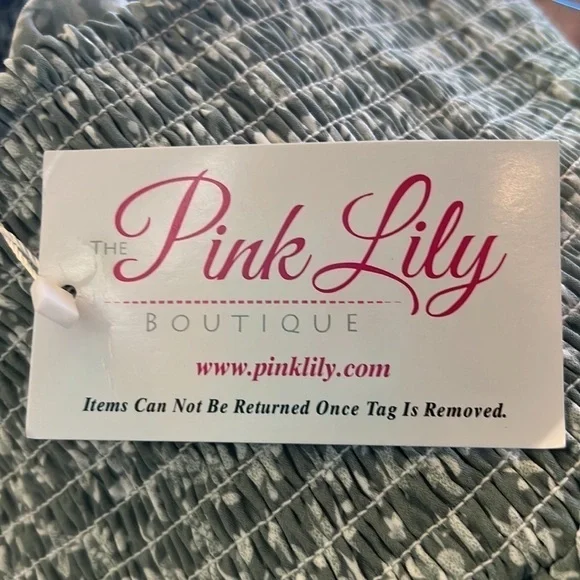 THE Pink Lily
BOUTIQUE
www.pinklily.com
Items Can Not Be Returned Once Tag Is Removed.